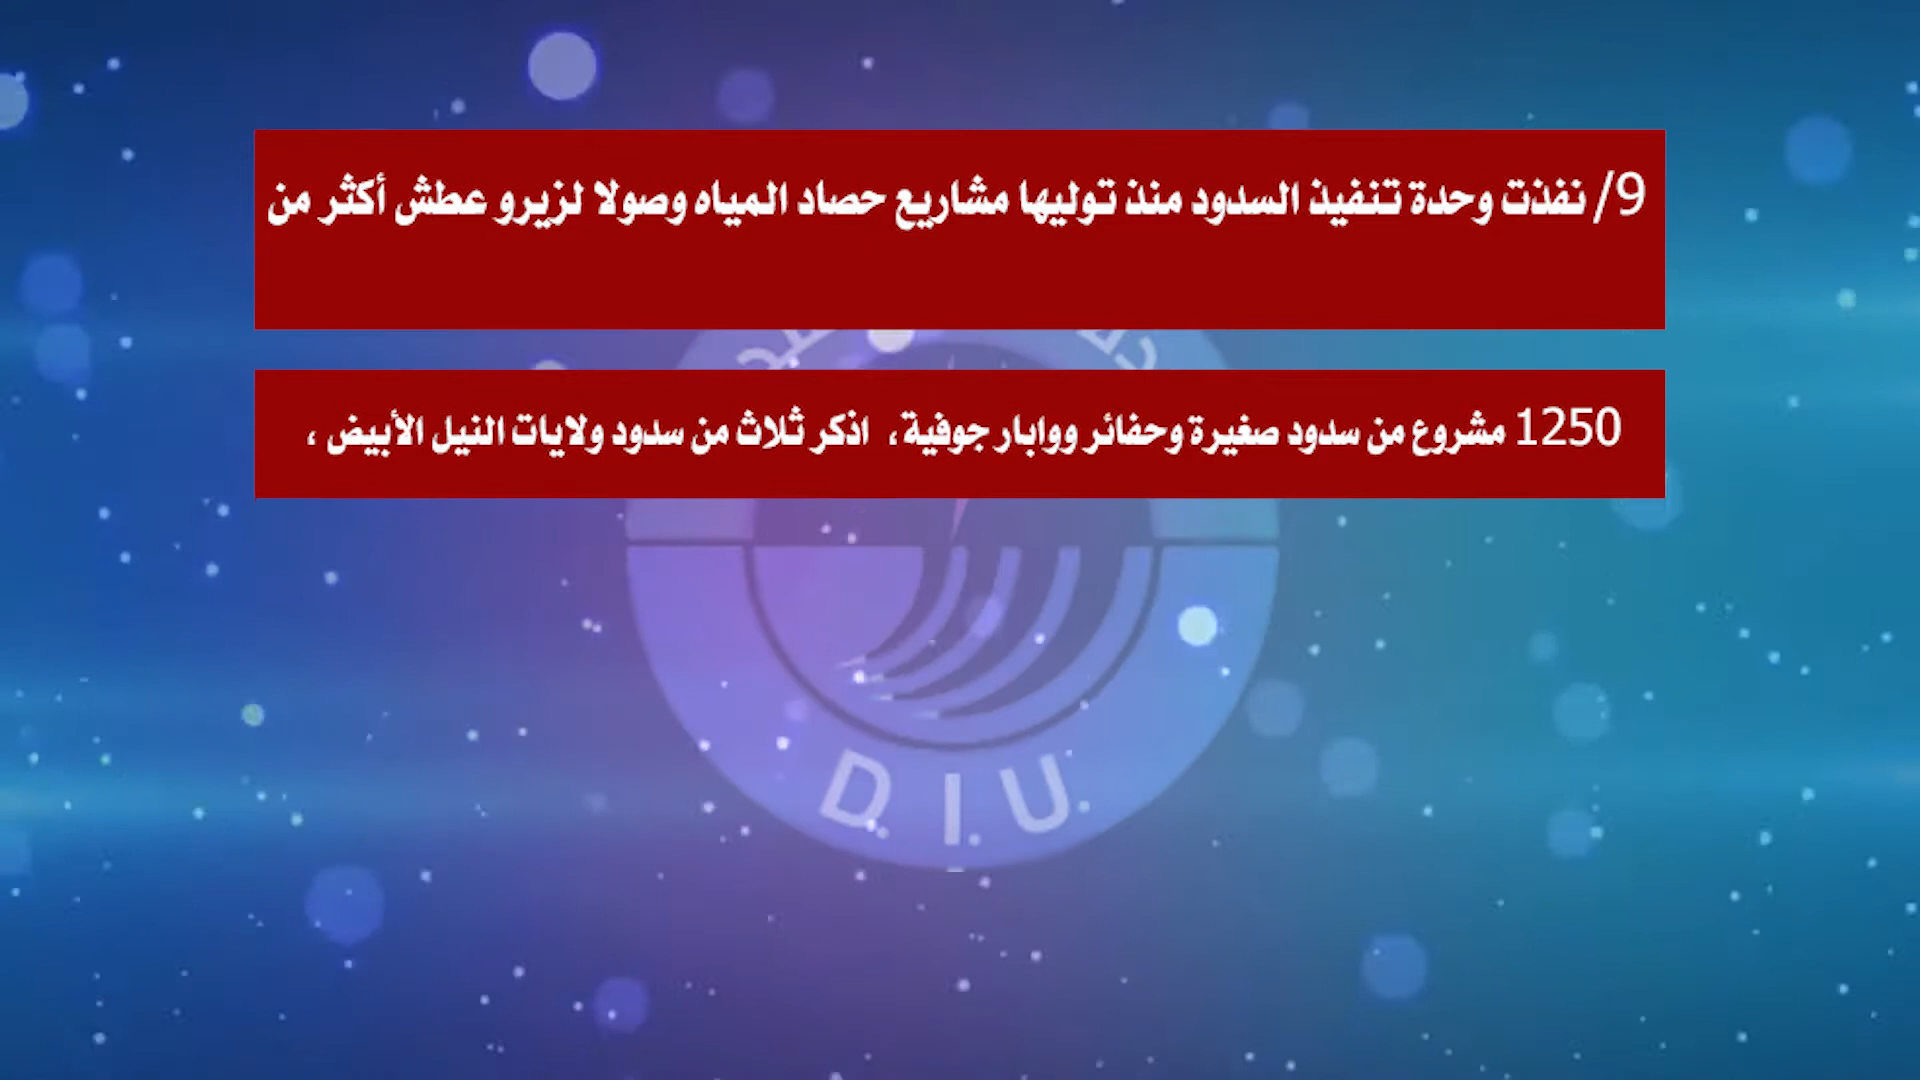 9/ نفذت وحدة تنفيذ السدود منذ توليها مشاريع حصاد المياه وصولا لزيرو عطش أكثر من
1250 مشروع من سدود صغيرة وحفائر ووابار جوفية، اذكر ثلاث من سدود ولايات النيل الأبيض ،
D.I.U.